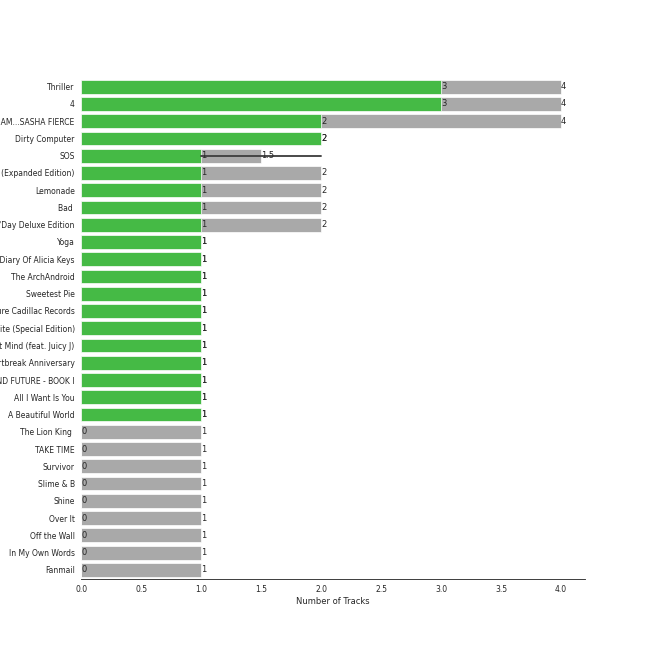 Thriller 3 4
4 3 4
AM...SASHA FIERCE 2 4
Dirty Computer 2
SOS 1 1.5
(Expanded Edition) 1 2
Lemonade 1 2
Bad 1 2
Day Deluxe Edition 1 2
Yoga 1
Diary Of Alicia Keys 1
The ArchAndroid 1
Sweetest Pie 1
ure Cadillac Records 1
ite (Special Edition) 1
t Mind (feat. Juicy J) 1
rtbreak Anniversary 1
ND FUTURE - BOOK I 1
All I Want Is You 1
A Beautiful World 1
The Lion King 0 1
TAKE TIME 0 1
Survivor 0 1
Slime & B 0 1
Shine 0 1
Over It 0 1
Off the Wall 0 1
In My Own Words 0 1
Fanmail 0 1
0.0 0.5 1.0 1.5 2.0 2.5 3.0 3.5 4.0
Number of Tracks